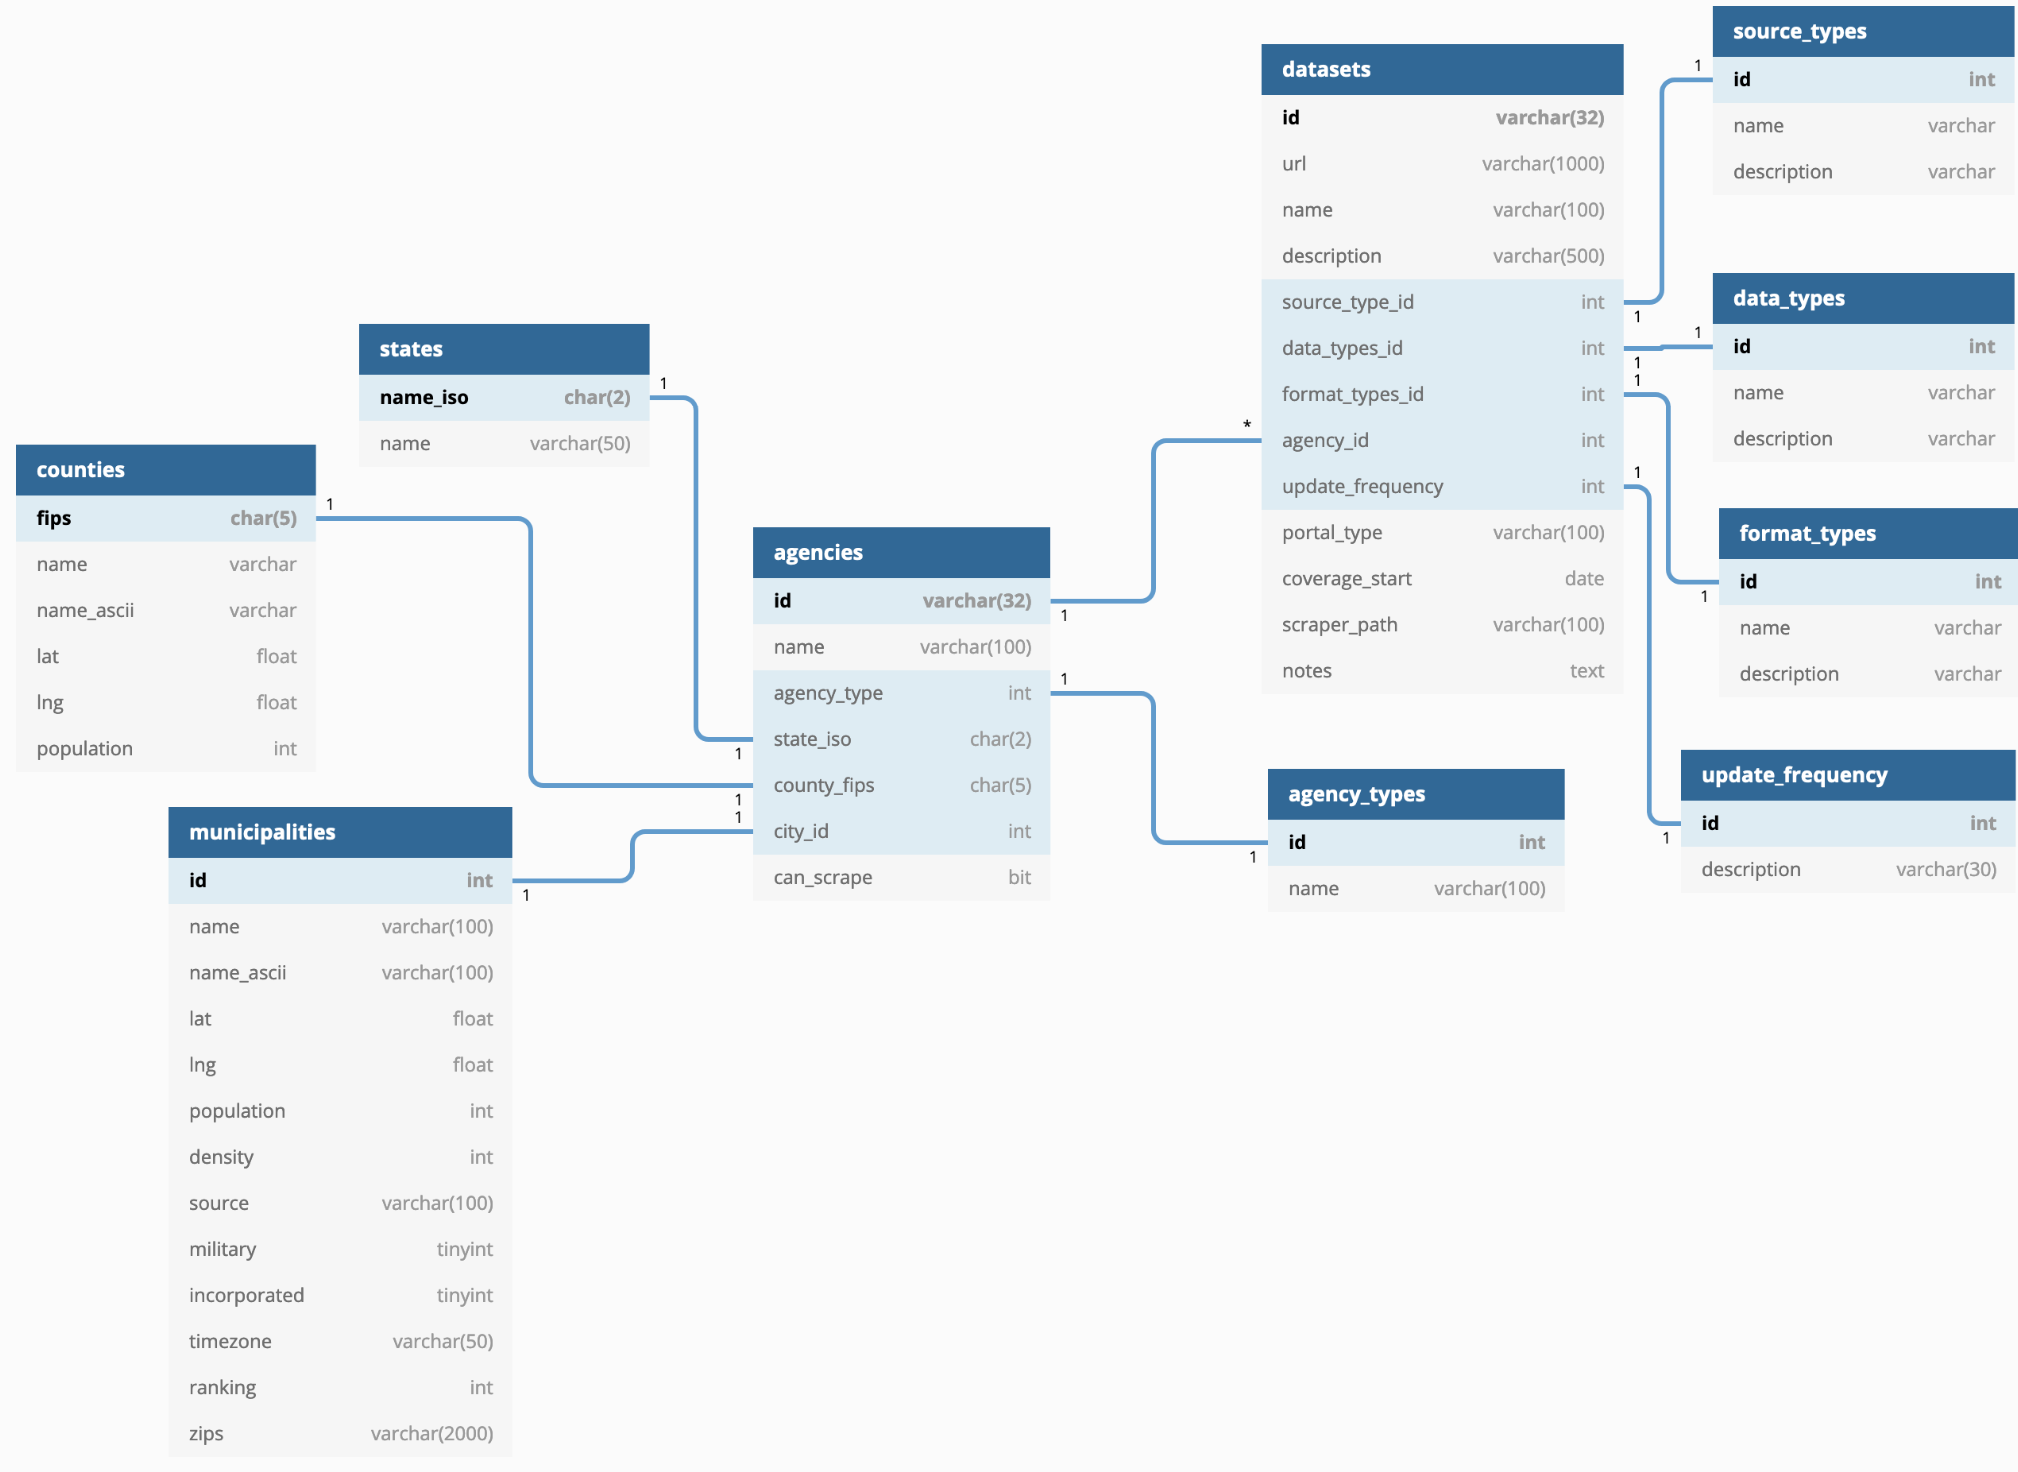 source_types
id int
name varchar
description varchar
datasets
id varchar(32)
url varchar(1000)
name varchar(100)
description varchar(500)
source_type_id int
data_types_id int
format_types_id int
agency_id int
update_frequency int
portal_type varchar(100)
coverage_start date
scraper_path varchar(100)
notes text
data_types
id int
name varchar
description varchar
states
name_iso char(2)
name varchar(50)
counties
fips char(5)
name varchar
name_ascii varchar
lat float
lng float
population int
agencies
id varchar(32)
name varchar(100)
agency_type int
state_iso char(2)
county_fips char(5)
city_id int
can_scrape bit
format_types
id int
name varchar
description varchar
update_frequency
id int
description varchar(30)
agency_types
id int
name varchar(100)
municipalities
id int
name varchar(100)
name_ascii varchar(100)
lat float
lng float
population int
density int
source varchar(100)
military tinyint
incorporated tinyint
timezone varchar(50)
ranking int
zips varchar(2000)
1
1
1
1
1
1
*
1
1
1
1
1
1
1
1
1
1
1